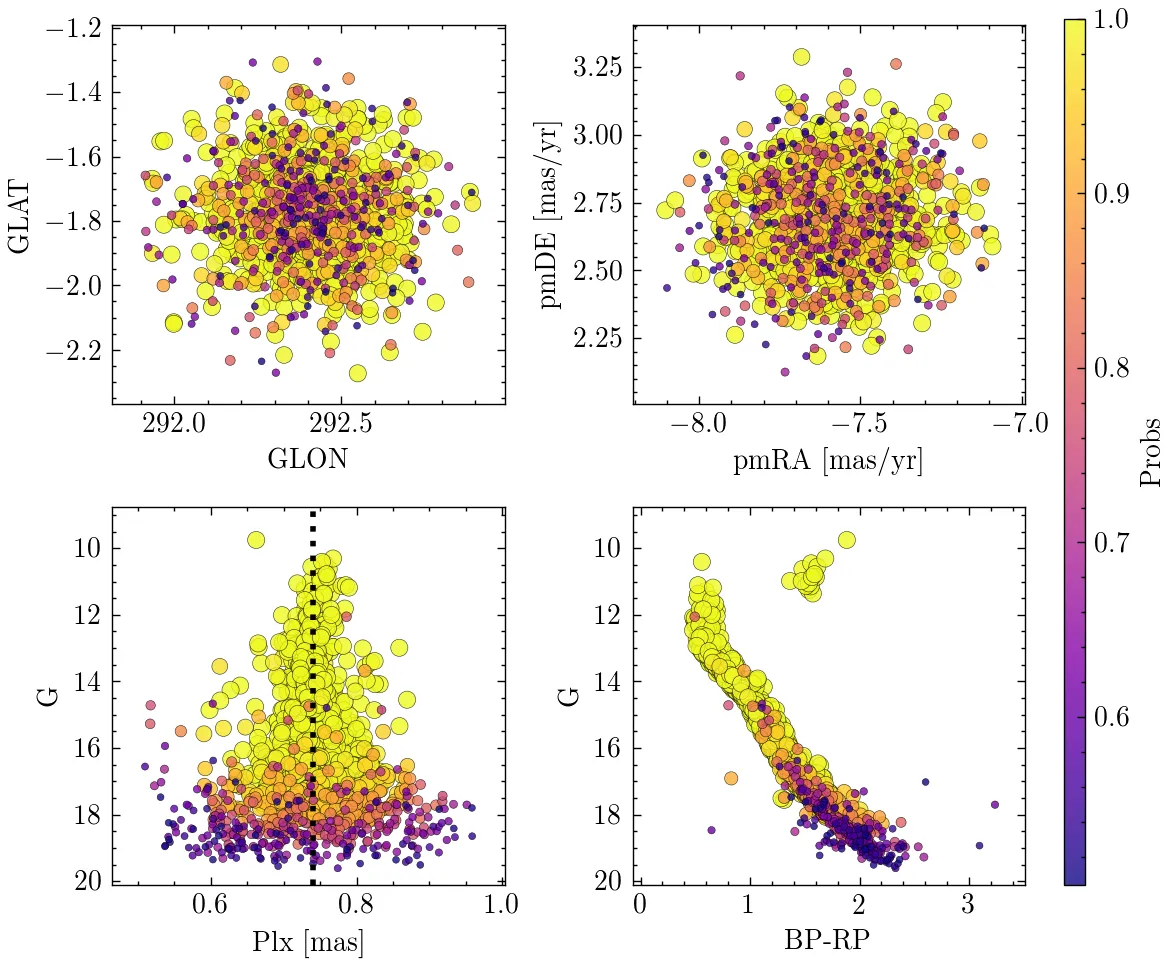 −1.2
−1.4
−1.6
−1.8
−2.0
−2.2
GLAT
292.0 292.5
GLON
3.25
3.00
2.75
2.50
2.25
pmDE [mas/yr]
−8.0 −7.5 −7.0
pmRA [mas/yr]
10
12
14
16
18
20
G
0.6 0.8 1.0
Plx [mas]
10
12
14
16
18
20
G
0 1 2 3
BP-RP
1.0
0.9
0.8
0.7
0.6
Probs